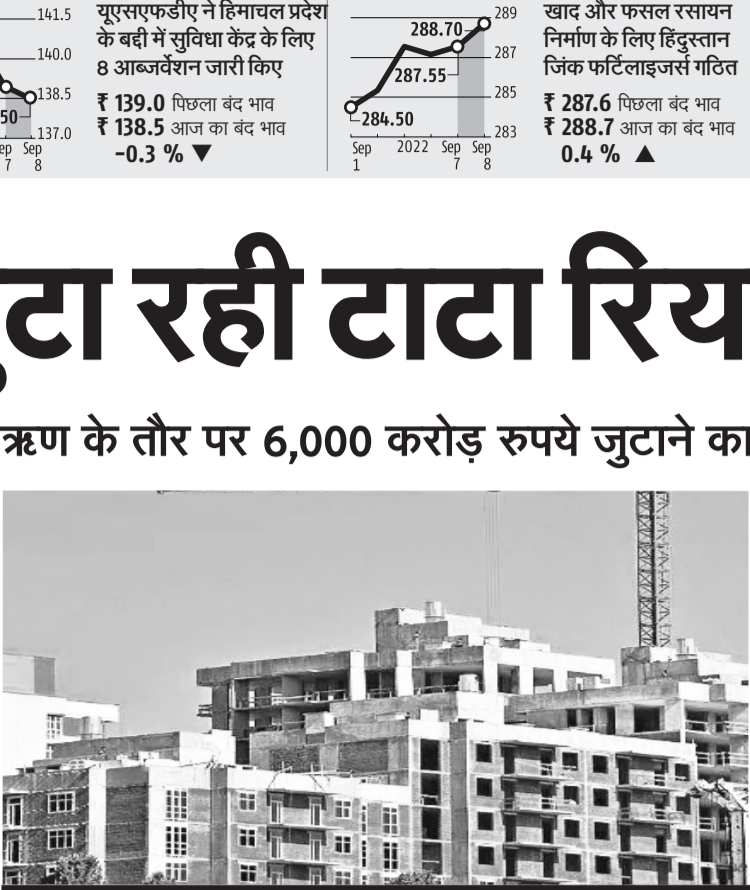 141.5
140.0
138.5
137.0
50
Sep
7
Sep
8
यूएसएफडीए ने हिमाचल प्रदेश
के बद्दी में सुविधा केंद्र के लिए
8 आब्जर्वेशन जारी किए
₹ 139.0 पिछला बंद भाव
₹ 138.5 आज का बंद भाव
-0.3 % ▼
289
287
285
283
288.70
287.55
284.50
Sep
1
2022
Sep
7
Sep
8
खाद और फसल रसायन
निर्माण के लिए हिंदुस्तान
जिंक फर्टिलाइजर्स गठित
₹ 287.6 पिछला बंद भाव
₹ 288.7 आज का बंद भाव
0.4 % ▲
रही टाटा
ऋण के तौर पर 6,000 करोड़ रुपये जुटाने का